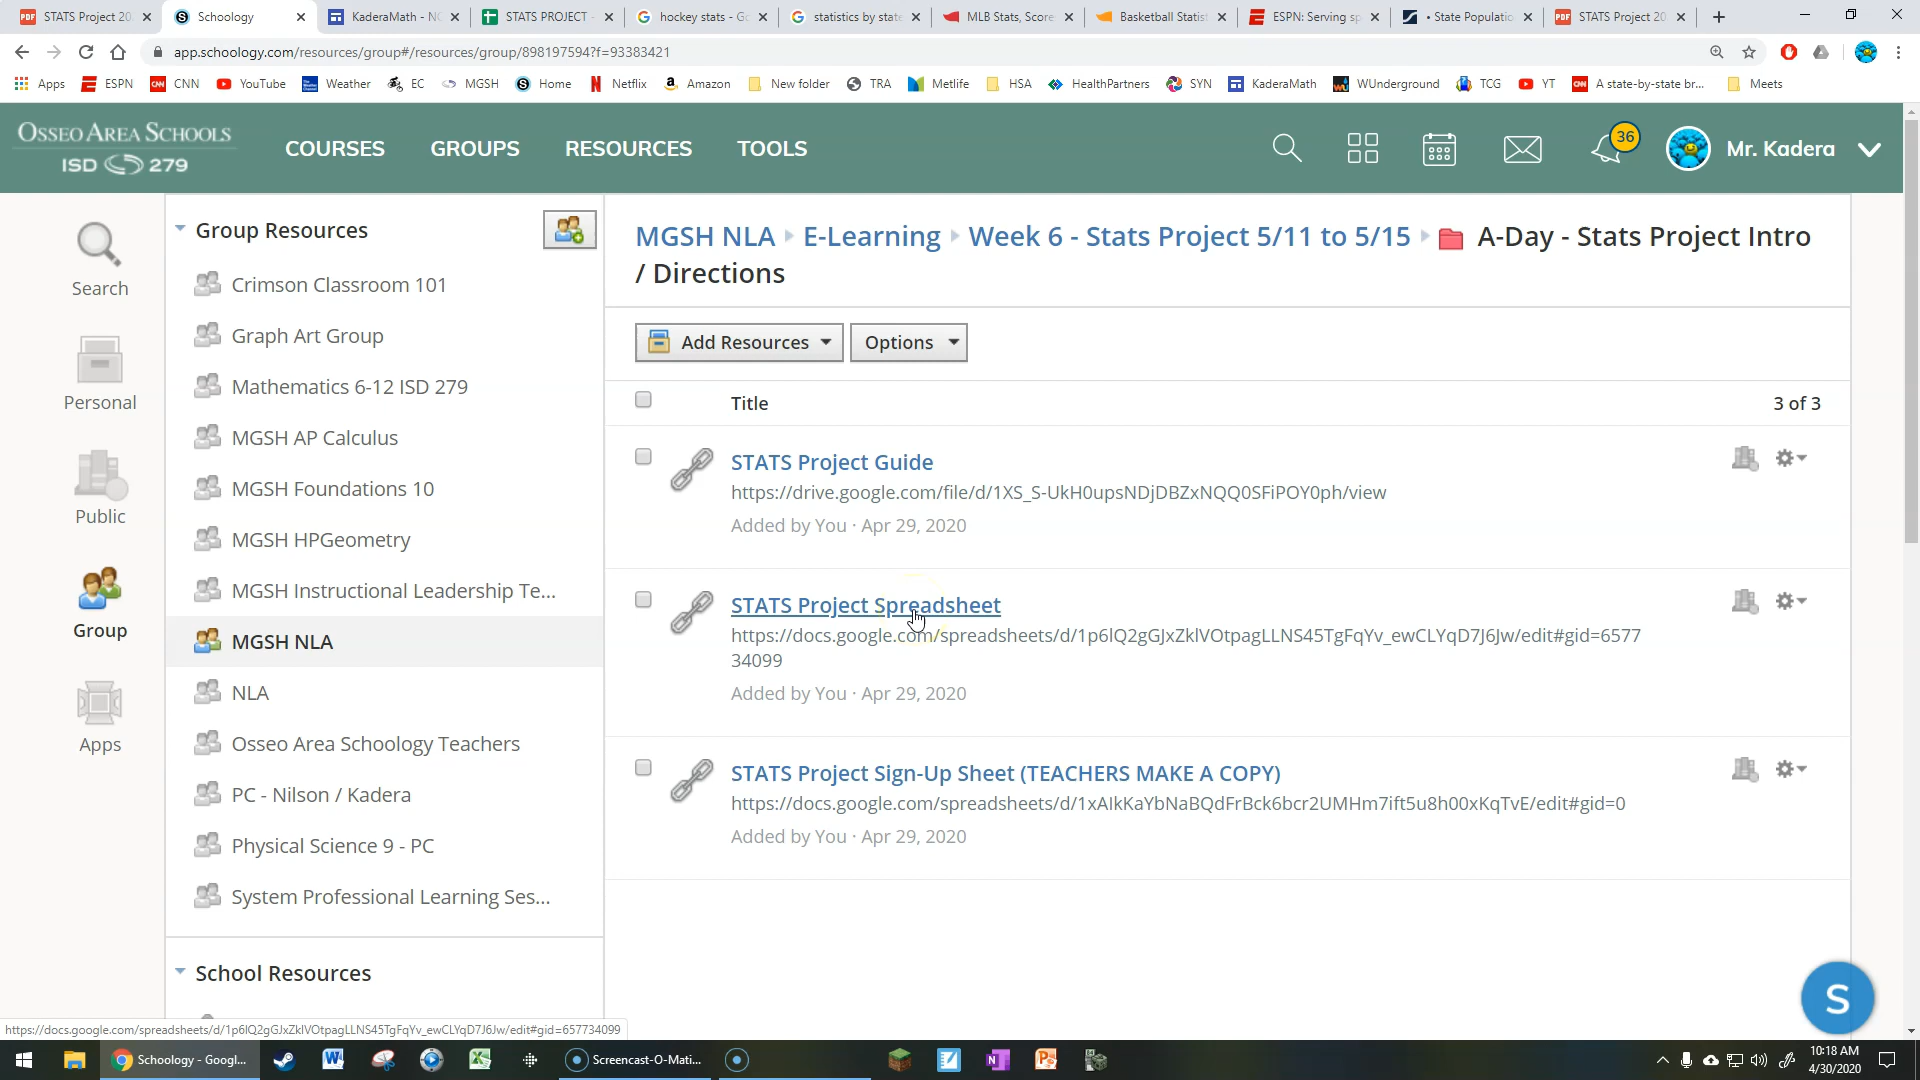 STATS Project 20
Schoology
KaderaMath - NC
STATS PROJECT -
hockey stats - Go
statistics by state
MLB Stats, Score
Basketball Statist
ESPN: Serving sp
• State Populatio
STATS Project 20
app.schoology.com/resources/group#/resources/group/898197594?f=93383421
Apps
ESPN
CNN
YouTube
Weather
EC
MGSH
Home
Netflix
Amazon
New folder
TRA
Metlife
HSA
HealthPartners
SYN
KaderaMath
WUnderground
TCG
YT
A state-by-state br...
Meets
OSSEO AREA SCHOOLS
ISD 279
COURSES
GROUPS
RESOURCES
TOOLS
36
Mr. Kadera
Search
Personal
Public
Group
Apps
Group Resources
Crimson Classroom 101
Graph Art Group
Mathematics 6-12 ISD 279
MGSH AP Calculus
MGSH Foundations 10
MGSH HPGeometry
MGSH Instructional Leadership Te...
MGSH NLA
NLA
Osseo Area Schoology Teachers
PC - Nilson / Kadera
Physical Science 9 - PC
System Professional Learning Ses...
School Resources
MGSH NLA E-Learning Week 6 - Stats Project 5/11 to 5/15 A-Day - Stats Project Intro
/ Directions
Add Resources
Options
Title
3 of 3
STATS Project Guide
https://drive.google.com/file/d/1XS_S-UkH0upsNDjDBZxNQQ0SFiPOY0ph/view
Added by You · Apr 29, 2020
STATS Project Spreadsheet
https://docs.google.com/spreadsheets/d/1p6lQ2gGJxZklVOtpagLLNS45TgFqYv_ewCLYqD7J6Jw/edit#gid=6577
34099
Added by You · Apr 29, 2020
STATS Project Sign-Up Sheet (TEACHERS MAKE A COPY)
https://docs.google.com/spreadsheets/d/1xAlkKaYbNaBQdFrBck6bcr2UMHm7ift5u8h00xKqTvE/edit#gid=0
Added by You · Apr 29, 2020
S
https://docs.google.com/spreadsheets/d/1p6lQ2gGJxZklVOtpagLLNS45TgFqYv_ewCLYqD7J6Jw/edit#gid=657734099
Schoology - Googl...
Screencast-O-Mati...
10:18 AM
4/30/2020